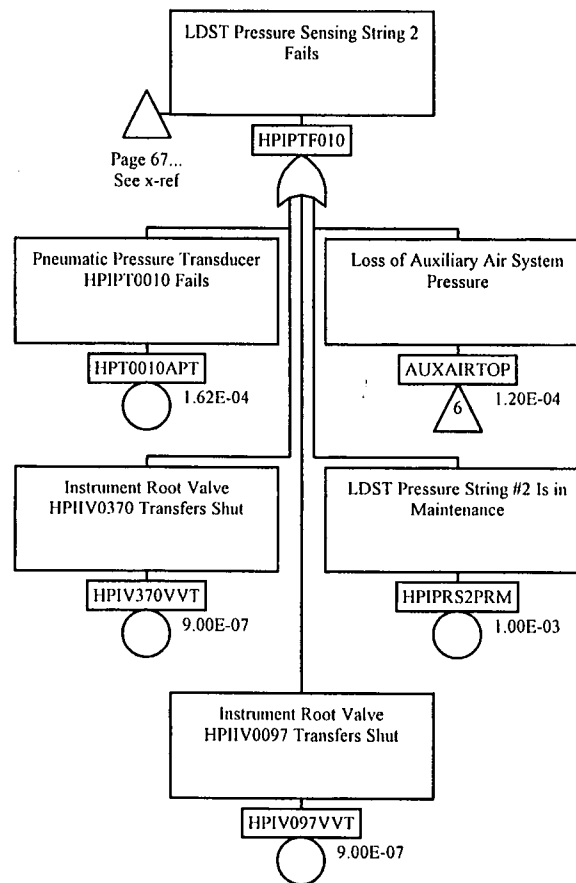 LDST Pressure Sensing String 2
Fails
HPIPTF010
Page 67...
See x-ref
Pneumatic Pressure Transducer
HPIPT0010 Fails
HPT0010APT
1.62E-04
Loss of Auxiliary Air System
Pressure
AUXAIRTOP
6
1.20E-04
Instrument Root Valve
HPIIV0370 Transfers Shut
HPIV370VVT
9.00E-07
LDST Pressure String #2 Is in
Maintenance
HPIPRS2PRM
1.00E-03
Instrument Root Valve
HPIIV0097 Transfers Shut
HPIV097VVT
9.00E-07